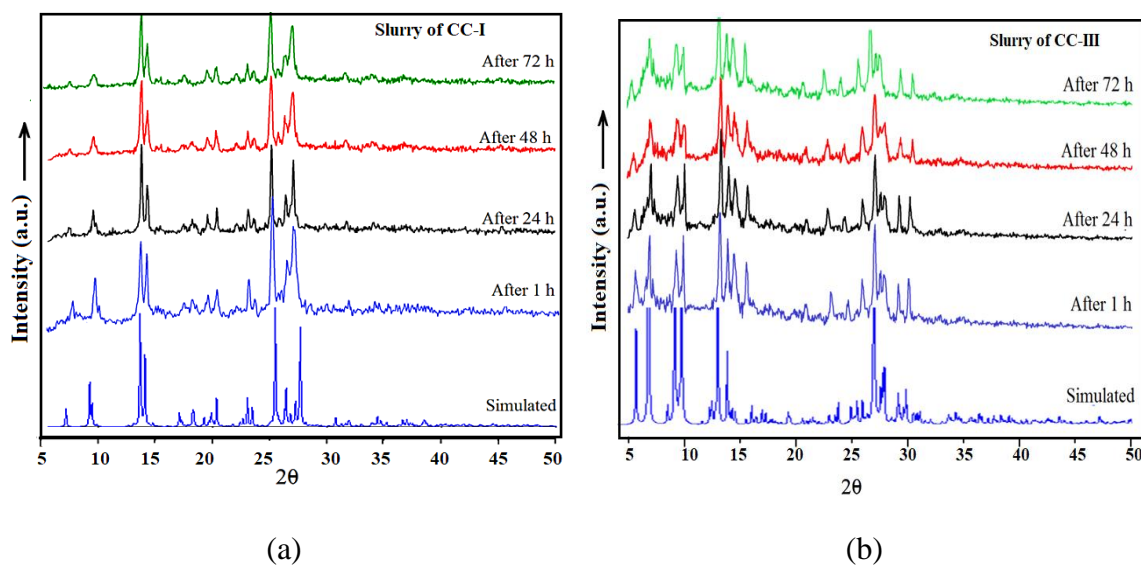 Slurry of CC-I
After 72 h
After 48 h
After 24 h
After 1 h
Simulated
Intensity (a.u.)
5 10 15 20 25 30 35 40 45 50
2θ
(a)
Slurry of CC-III
After 72 h
After 48 h
After 24 h
After 1 h
Simulated
Intensity (a.u.)
5 10 15 20 25 30 35 40 45 50
2θ
(b)